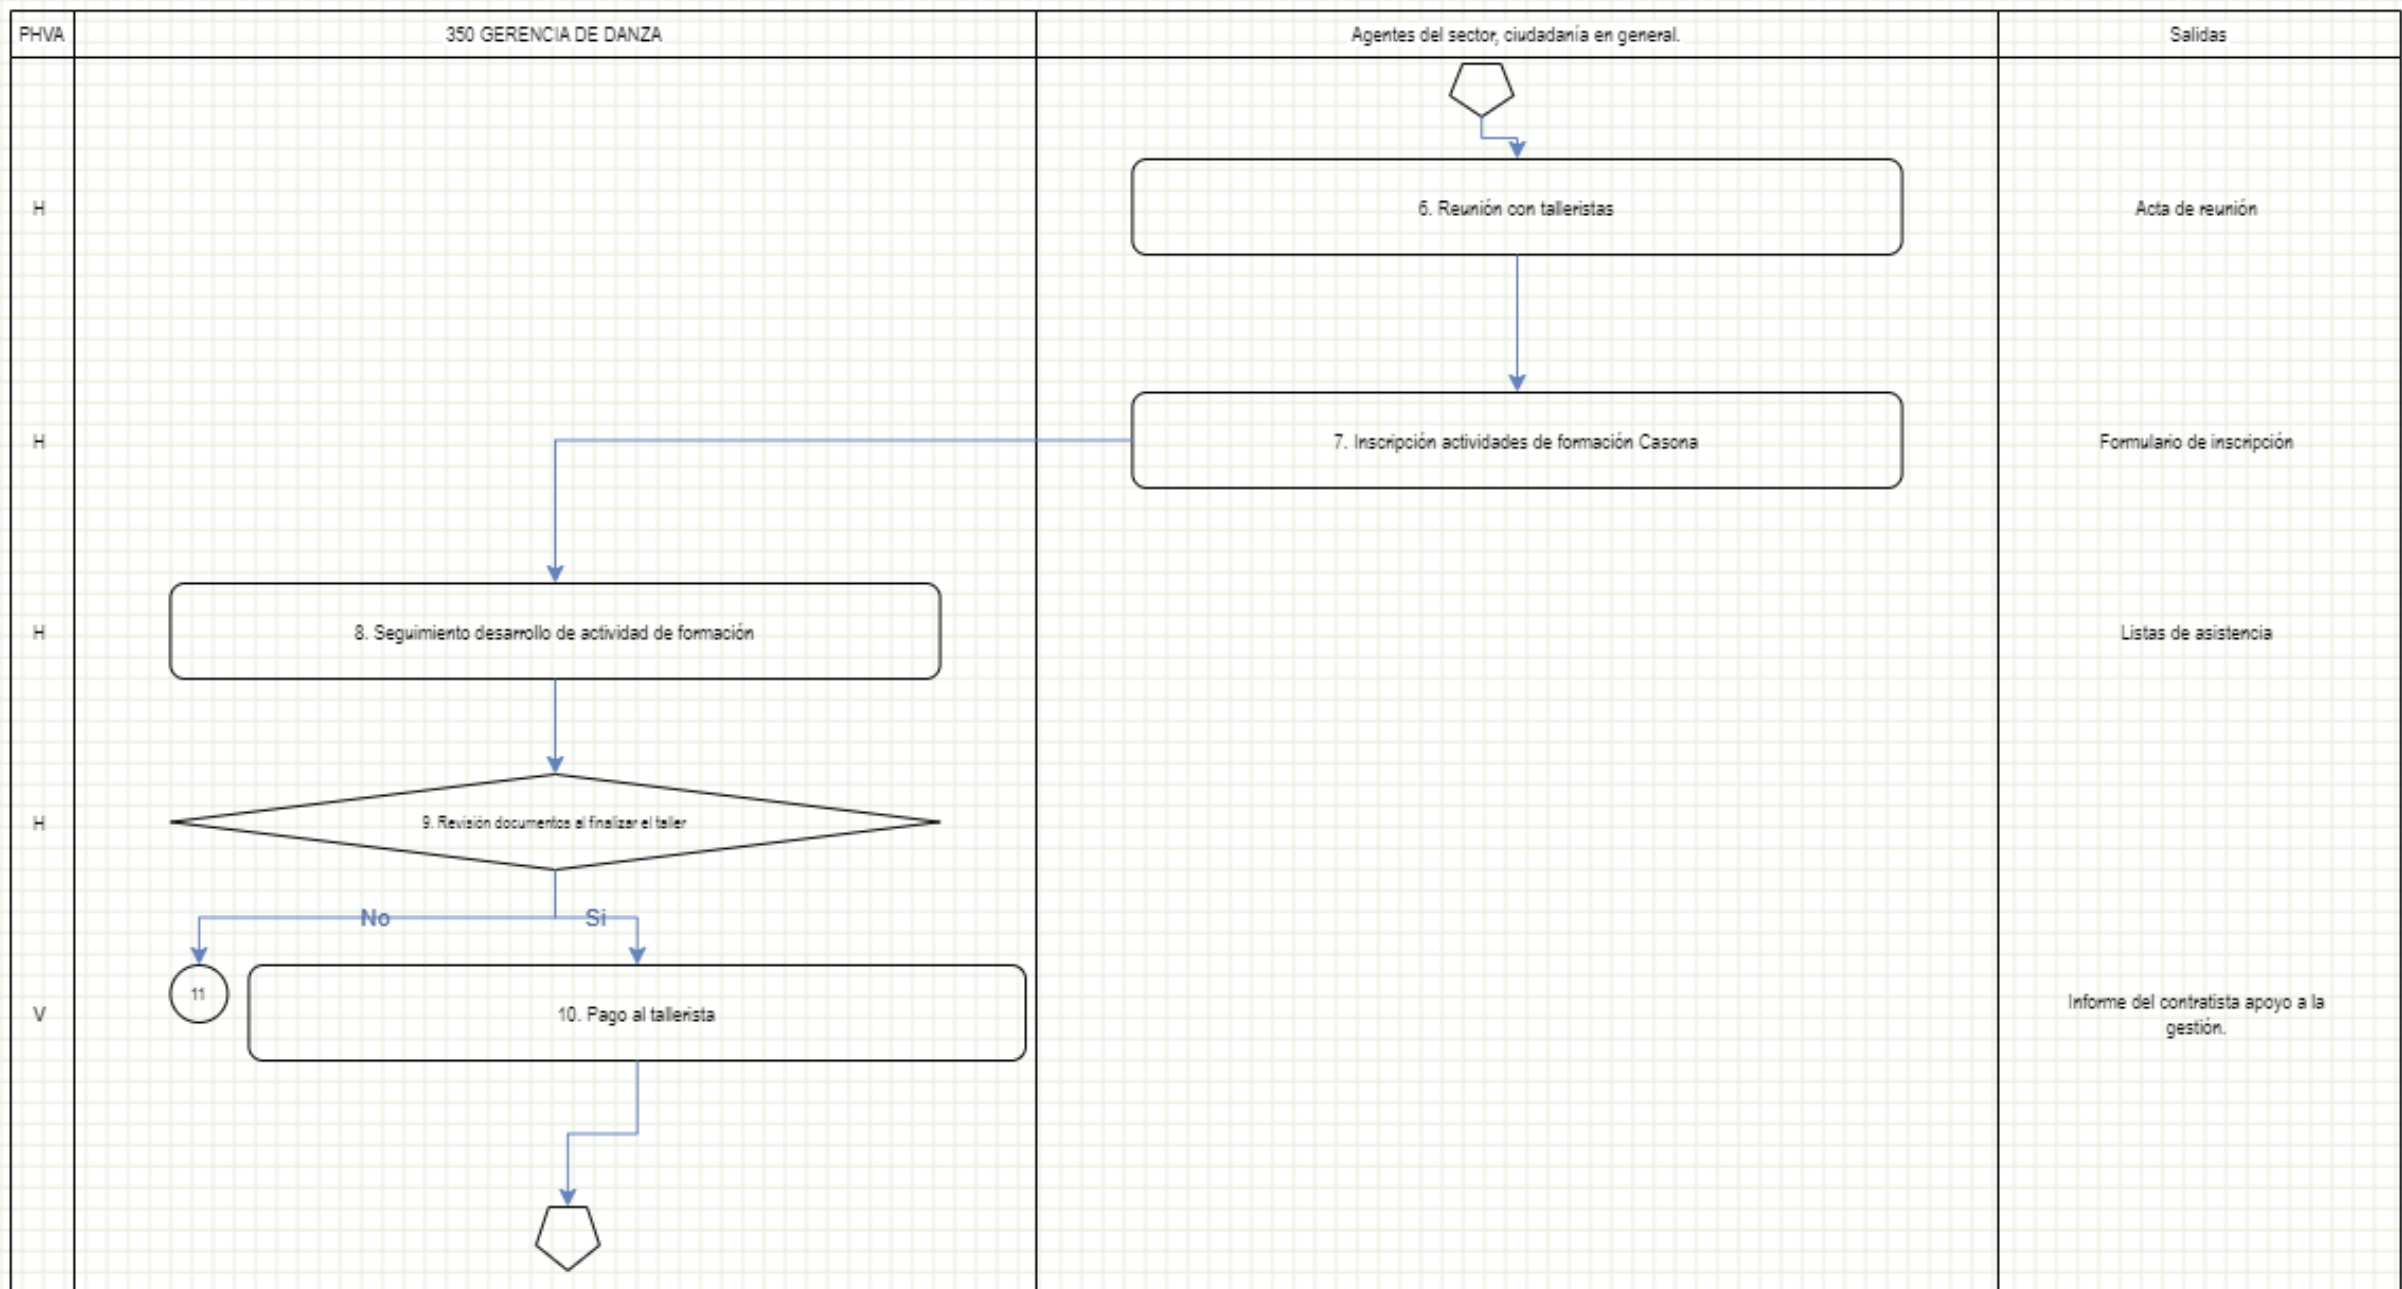 PHVA
350 GERENCIA DE DANZA
Agentes del sector, ciudadanía en general.
Salidas
H
6. Reunión con talleristas
Acta de reunión
H
7. Inscripción actividades de formación Casona
Formulario de inscripción
H
8. Seguimiento desarrollo de actividad de formación
Listas de asistencia
H
9. Revisión documentos al finalizar el taller
No
Si
V
11
10. Pago al tallerista
Informe del contratista apoyo a la
gestión.